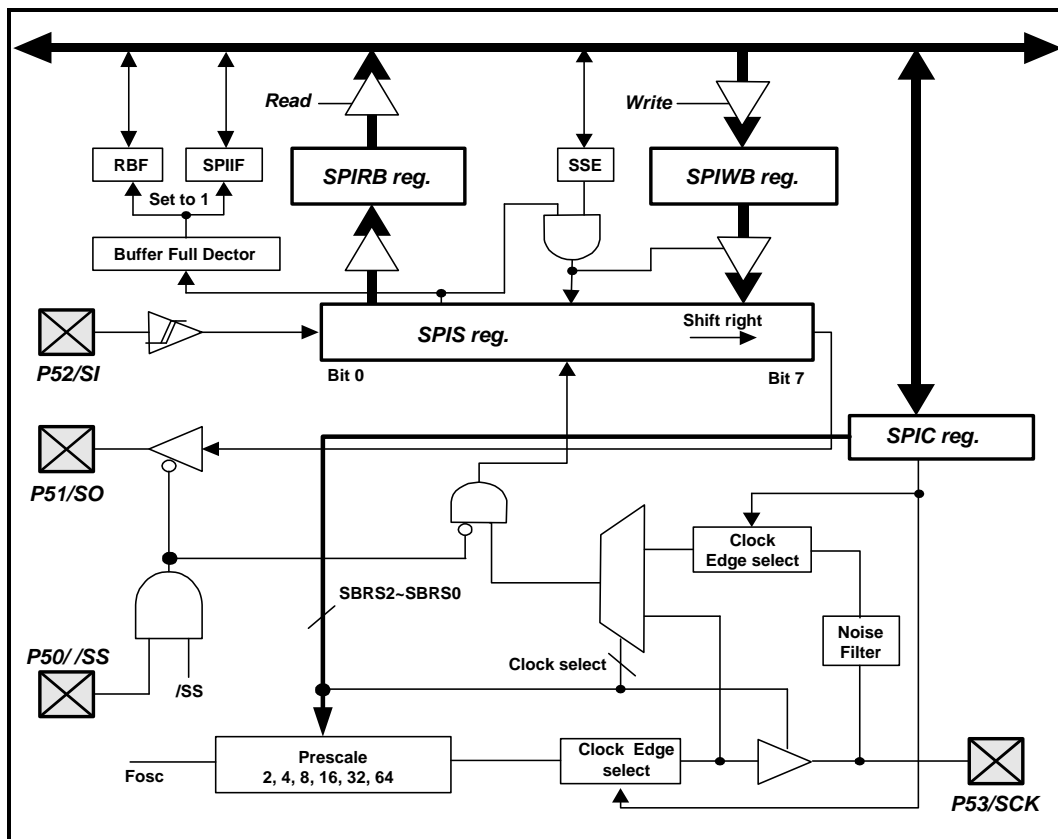 Read
Write
RBF
SPIIF
SPIRB reg.
SSE
SPIWB reg.
Set to 1
Buffer Full Dector
SPIS reg.
Shift right
P52/SI
Bit 0
Bit 7
SPIC reg.
P51/SO
Clock
Edge select
SBRS2~SBRS0
Noise
Filter
P50/ /SS
/SS
Clock select
Prescale
2, 4, 8, 16, 32, 64
Clock Edge
select
Fosc
P53/SCK